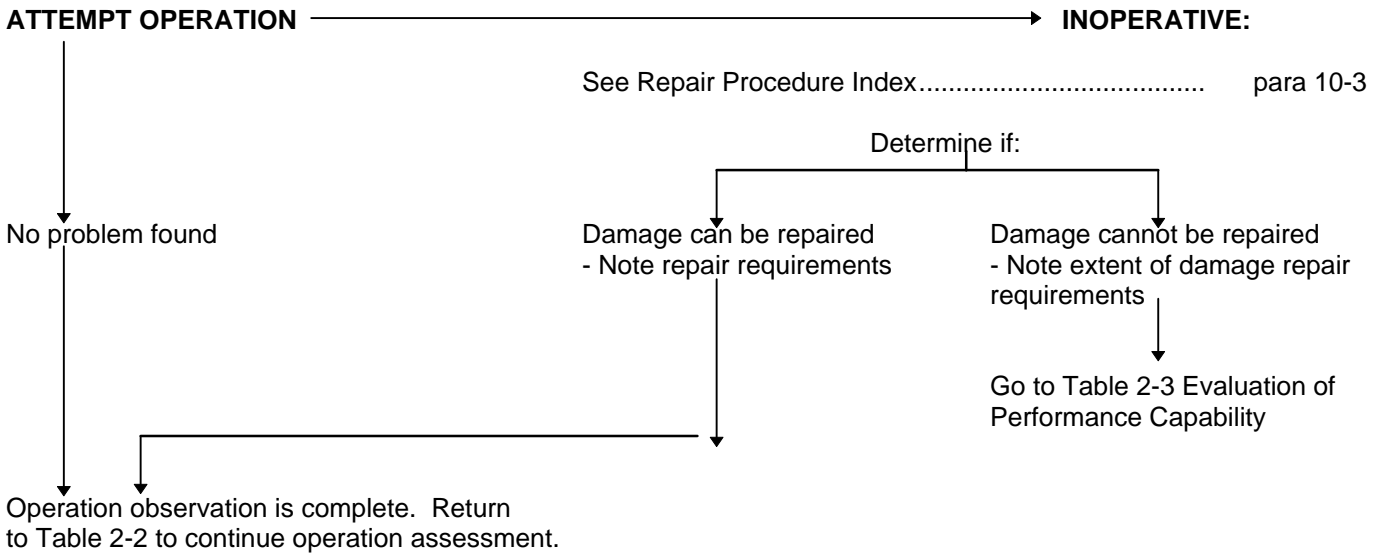 ATTEMPT OPERATION
INOPERATIVE:
See Repair Procedure Index..................................... para 10-3
Determine if:
No problem found
Damage can be repaired
- Note repair requirements
Damage cannot be repaired
- Note extent of damage repair
requirements
Go to Table 2-3 Evaluation of
Performance Capability
Operation observation is complete. Return
to Table 2-2 to continue operation assessment.